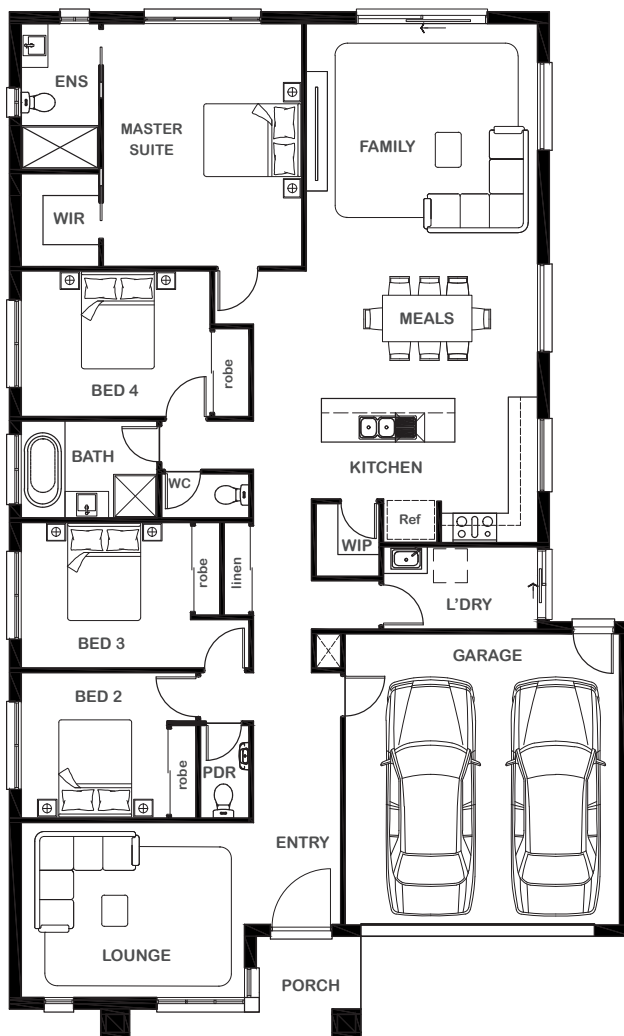 ENS
MASTER
SUITE
FAMILY
WIR
MEALS
BED 4
robe
BATH
KITCHEN
WC
Ref
WIP
robe
linen
L'DRY
BED 3
GARAGE
BED 2
robe
PDR
ENTRY
LOUNGE
PORCH